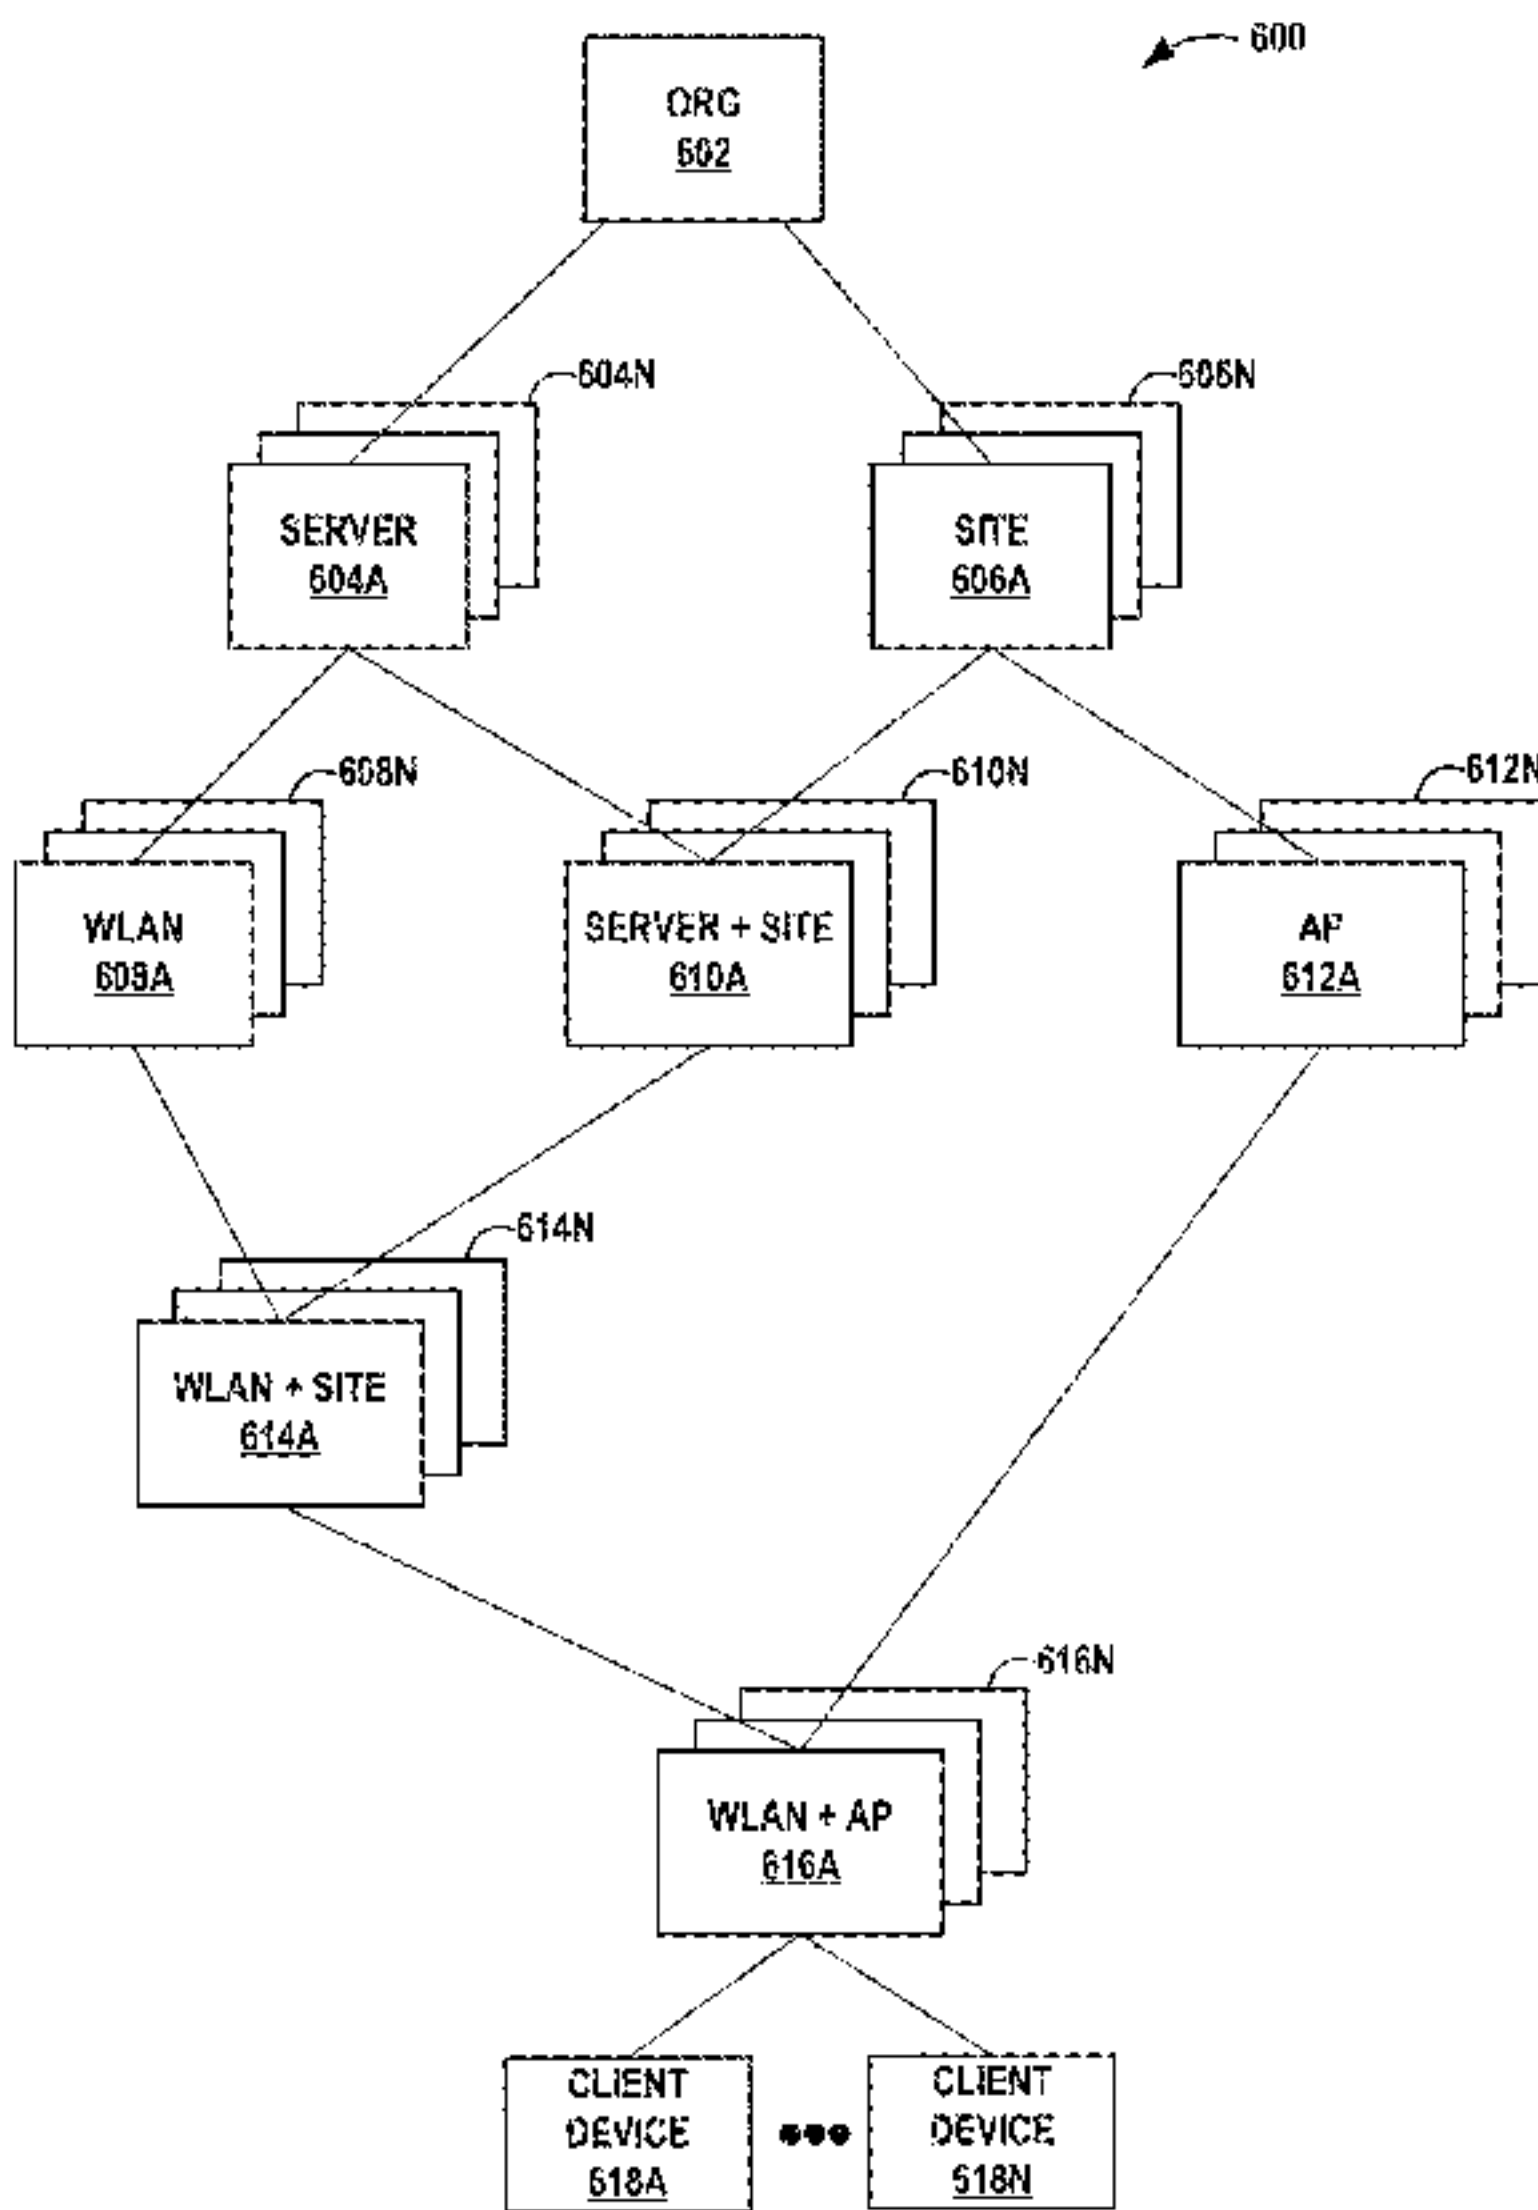 600
ORG
602
604N
606N
SERVER
604A
SITE
606A
608N
610N
612N
WLAN
608A
SERVER + SITE
610A
AP
612A
614N
WLAN + SITE
614A
616N
WLAN + AP
616A
CLIENT
DEVICE
618A
CLIENT
DEVICE
618N